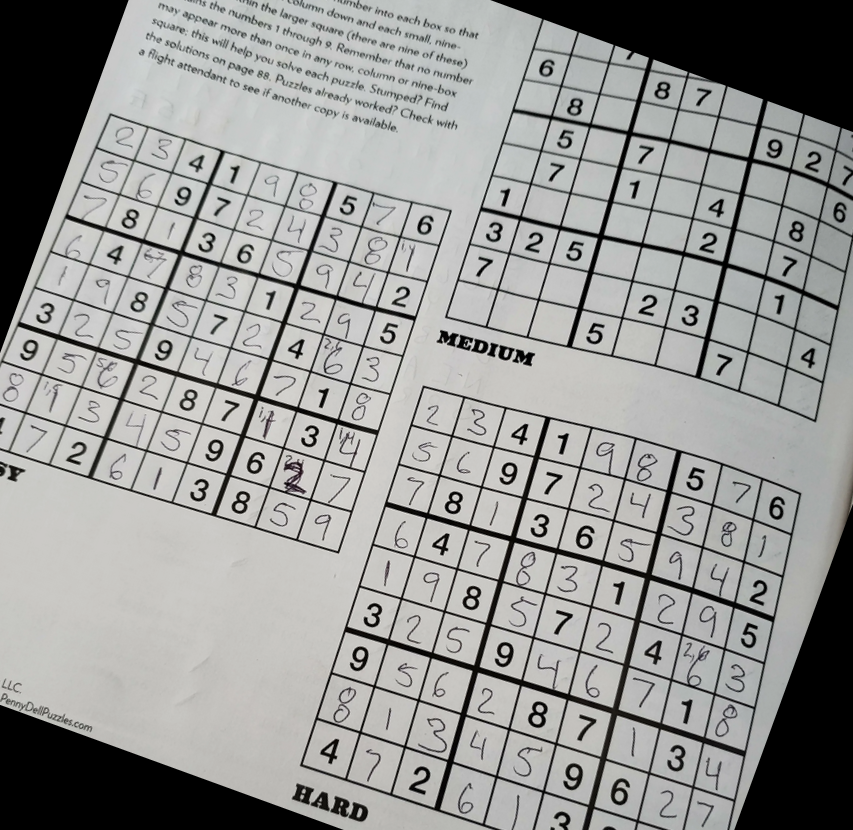 umber into each box so that
olumn down and each small, nine-
hin the larger square (there are nine of these)
ns the numbers 1 through 9. Remember that no number
may appear more than once in any row, column or nine-box
square; this will help you solve each puzzle. Stumped? Find
the solutions on page 88. Puzzles already worked? Check with
a flight attendant to see if another copy is available.
2 3 4 1 9 8 5 7 6
5 6 9 7 2 4 3 8 1
7 8 1 3 6 5 9 4 2
6 4 7 8 3 1 2 9 5
1 9 8 5 7 2 4 6 3
3 2 5 9 4 6 7 1 8
9 5 6 2 8 7 1 3 4
8 1 3 4 5 9 6 2 7
7 2 6 1 3 8 5 9
SY
6 8 7
8 9 2 7
5 7 6
7 1 4 8
1 2 7
3 2 5 1
7 2 3 4
5 7
MEDIUM
2 3 4 1 9 8 5 7 6
5 6 9 7 2 4 3 8 1
7 8 1 3 6 5 9 4 2
6 4 7 8 3 1 2 9 5
1 9 8 5 7 2 4 6 3
3 2 5 9 4 6 7 1 8
9 5 6 2 8 7 1 3 4
8 1 3 4 5 9 6 2 7
4 7 2 6 1 3
HARD
LLC.
PennyDellPuzzles.com